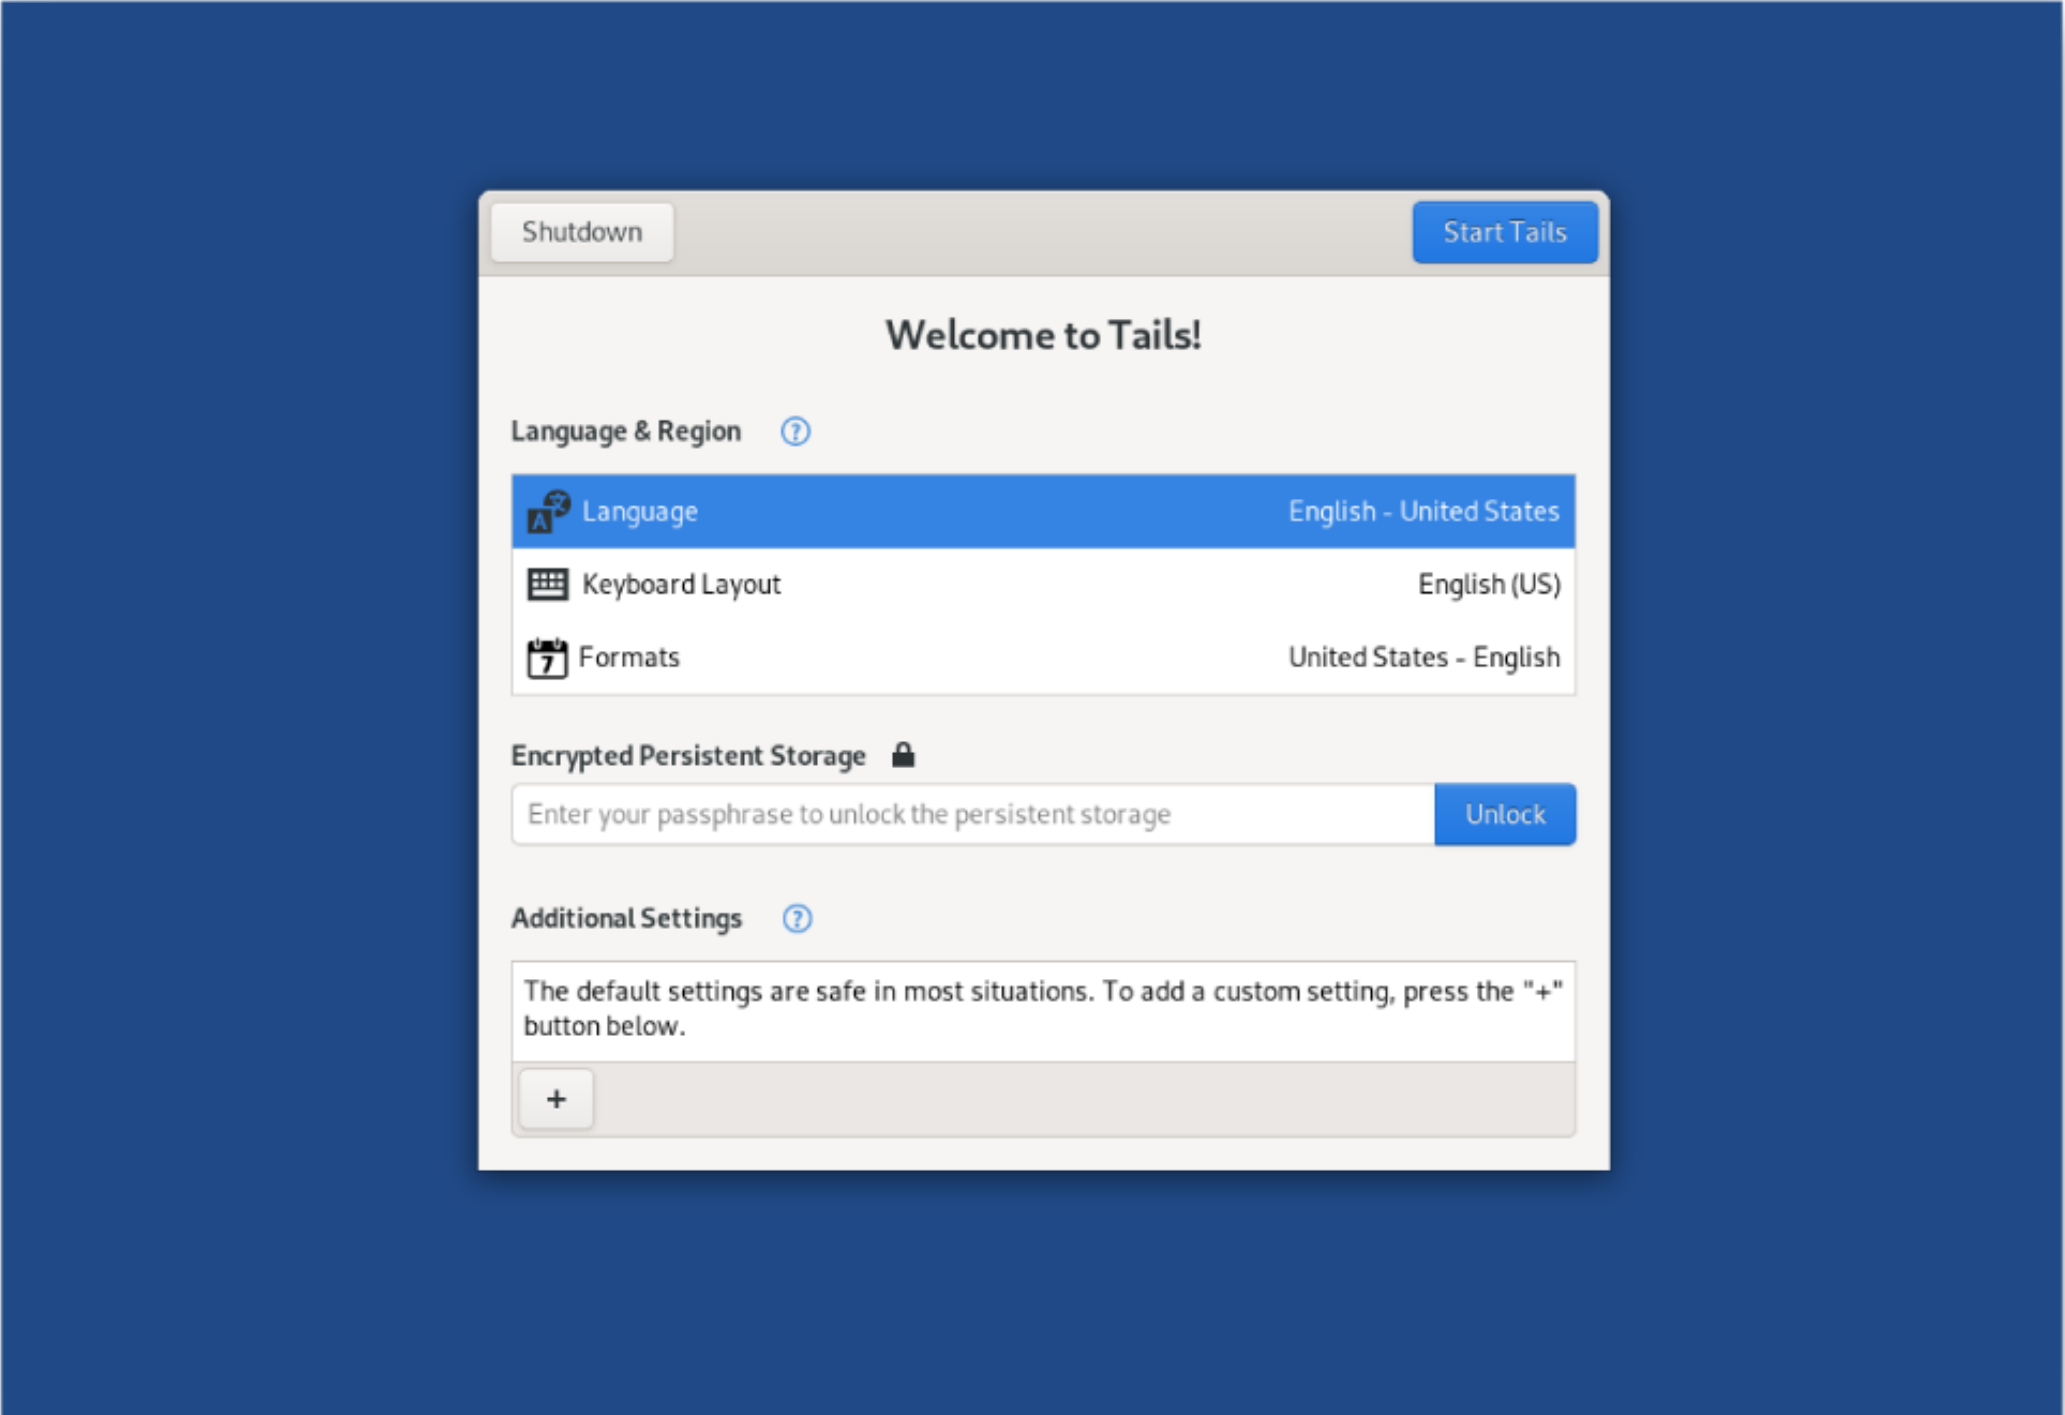 Shutdown
Start Tails
Welcome to Tails!
Language & Region ?
Language English - United States
Keyboard Layout English (US)
7 Formats United States - English
Encrypted Persistent Storage
Enter your passphrase to unlock the persistent storage Unlock
Additional Settings ?
The default settings are safe in most situations. To add a custom setting, press the "+"
button below.
+